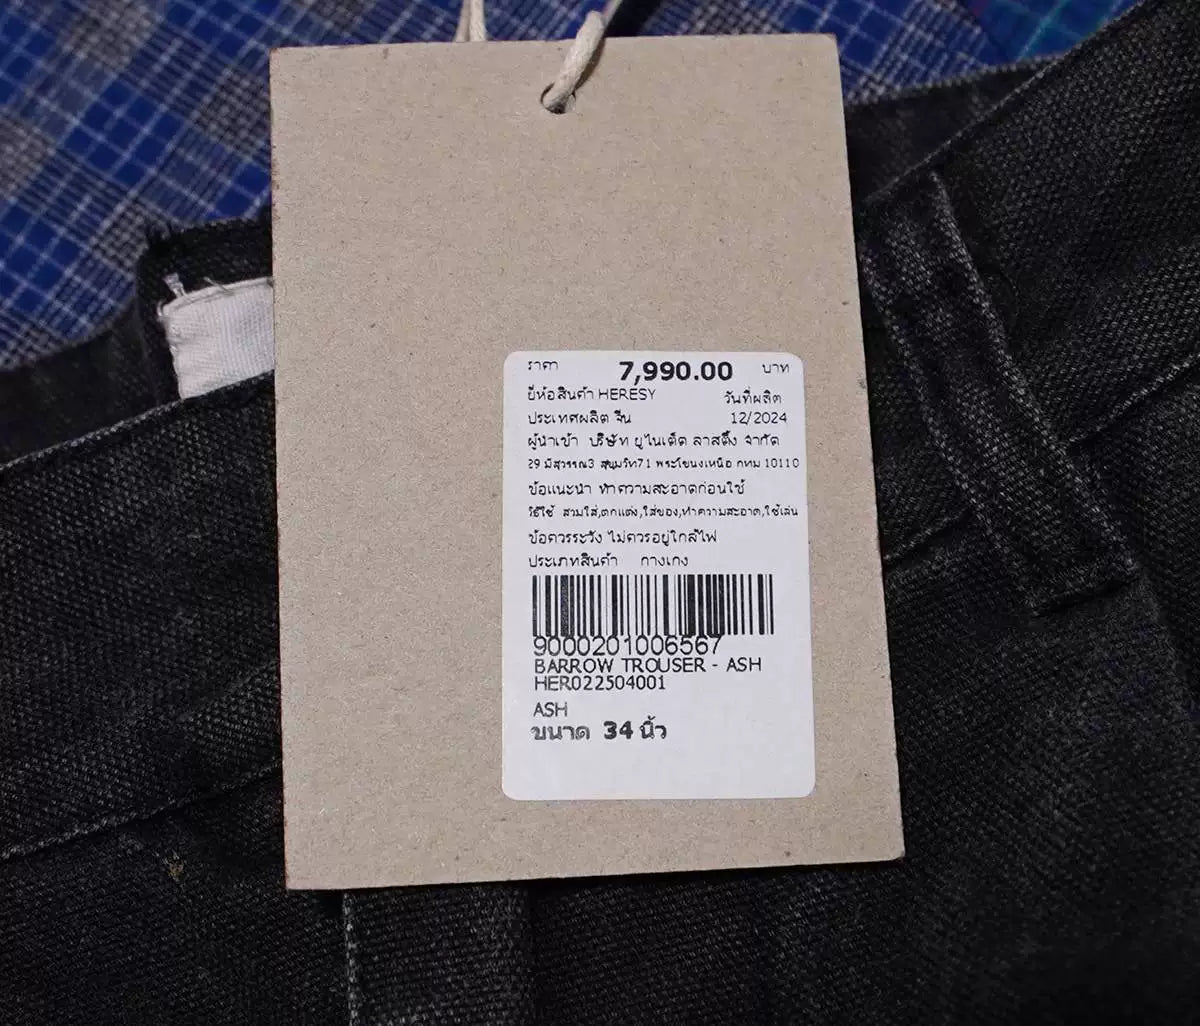 ราคา 7,990.00 บาท
ยี่ห้อสินค้า HERESY วันที่ผลิต
ประเทศผลิต จีน 12/2024
ผู้นำเข้า บริษัท ยูไนเต็ด ลาสติ้ง จำกัด
29 มีสุวรรณ3 สุขุมวิท71 พระโขนงเหนือ กทม 10110
ข้อแนะนำ ทำความสะอาดก่อนใช้
วิธีใช้ สวมใส่,ตกแต่ง,ใส่ของ,ทำความสะอาด,ใช้เล่น
ข้อควรระวัง ไม่ควรอยู่ใกล้ไฟ
ประเภทสินค้า กางเกง
9000201006567
BARROW TROUSER - ASH
HER022504001
ASH
ขนาด 34 นิ้ว